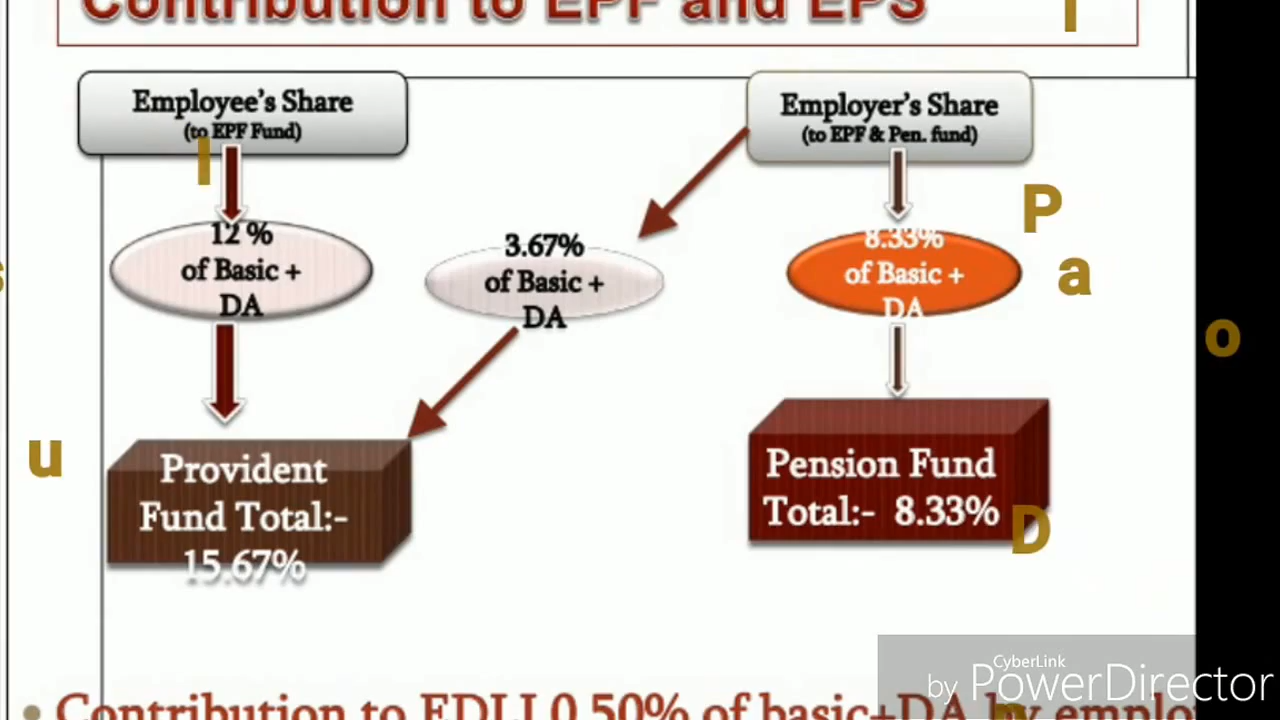 Contribution to EPF and EPS
Employee's Share
(to EPF Fund)
Employer's Share
(to EPF & Pen. fund)
12 %
of Basic +
DA
3.67%
of Basic +
DA
8.33%
of Basic +
DA
Provident
Fund Total:-
15.67%
Pension Fund
Total:- 8.33%
P
a
o
u
D
CyberLink
by PowerDirector
Contribution to EDLI 0.50% of basic+DA by